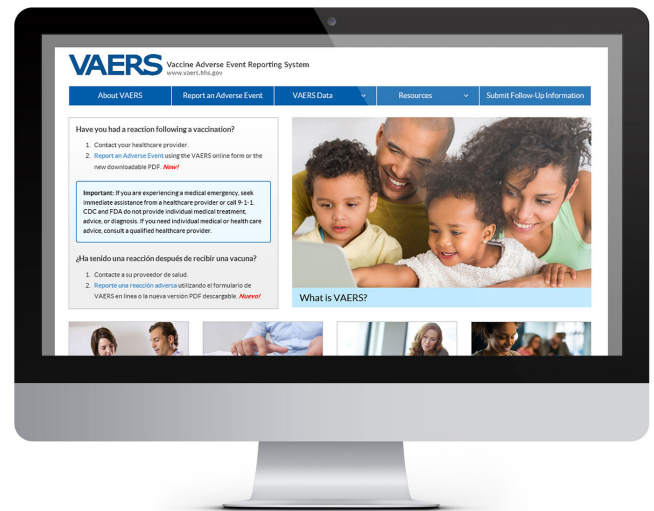 VAERS Vaccine Adverse Event Reporting System
www.vaers.hhs.gov
About VAERS Report an Adverse Event VAERS Data Resources Submit Follow-Up Information
Have you had a reaction following a vaccination?
1. Contact your healthcare provider.
2. Report an Adverse Event using the VAERS online form or the
new downloadable PDF. New!
Important: If you are experiencing a medical emergency, seek
immediate assistance from a healthcare provider or call 9-1-1.
CDC and FDA do not provide individual medical treatment,
advice, or diagnosis. If you need individual medical or health care
advice, consult a qualified healthcare provider.
¿Ha tenido una reacción después de recibir una vacuna?
1. Contacte a su proveedor de salud.
2. Reporte una reacción adversa utilizando el formulario de
VAERS en línea o la nueva versión PDF descargable. Nuevo!
What is VAERS?